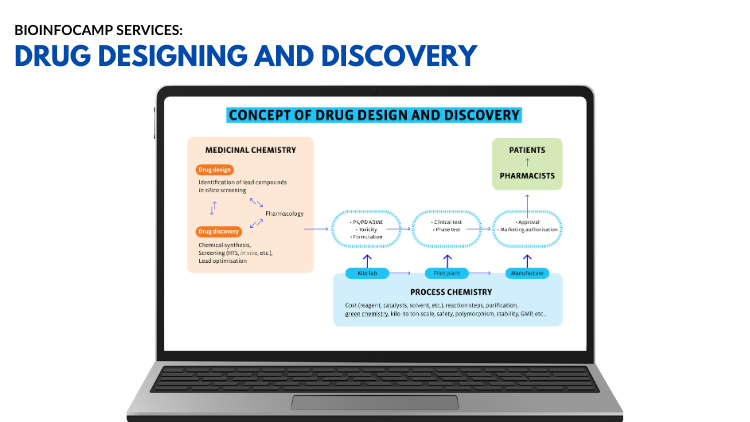 BIOINFOCAMP SERVICES:
DRUG DESIGNING AND DISCOVERY
CONCEPT OF DRUG DESIGN AND DISCOVERY
MEDICINAL CHEMISTRY
Drug design
Identification of lead compounds
In silico screening
Pharmacology
Drug discovery
Chemical synthesis,
Screening (HTS, in vivo, etc.),
Lead optimisation
• PK/PD ADME
• Toxicity
• Formulation
• Clinical test
• Phase test
• Approval
• Marketing authorisation
PATIENTS
PHARMACISTS
Kilo lab
Pilot plant
Manufacture
PROCESS CHEMISTRY
Cost (reagent, catalysts, solvent, etc.), reaction steps, purification,
green chemistry, kilo- to ton-scale, safety, polymorphism, stability, GMP, etc...